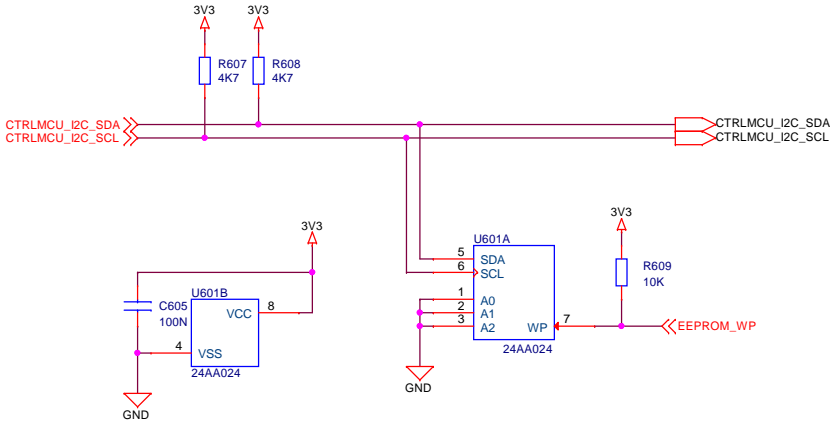 3V3 3V3
R607 R608
4K7 4K7
CTRLMCU_I2C_SDA CTRLMCU_I2C_SDA
CTRLMCU_I2C_SCL CTRLMCU_I2C_SCL
3V3
3V3
U601A
5 SDA
6 SCL
R609
10K
U601B
C605
100N
VCC 8
1 A0
2 A1
3 A2
WP 7
EEPROM_WP
4 VSS
24AA024
24AA024
GND
GND